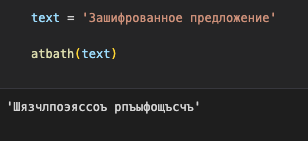 text = 'Зашифрованное предложение'
atbath(text)
'Шязчлпоэяссоъ рпъыфощъсчъ'